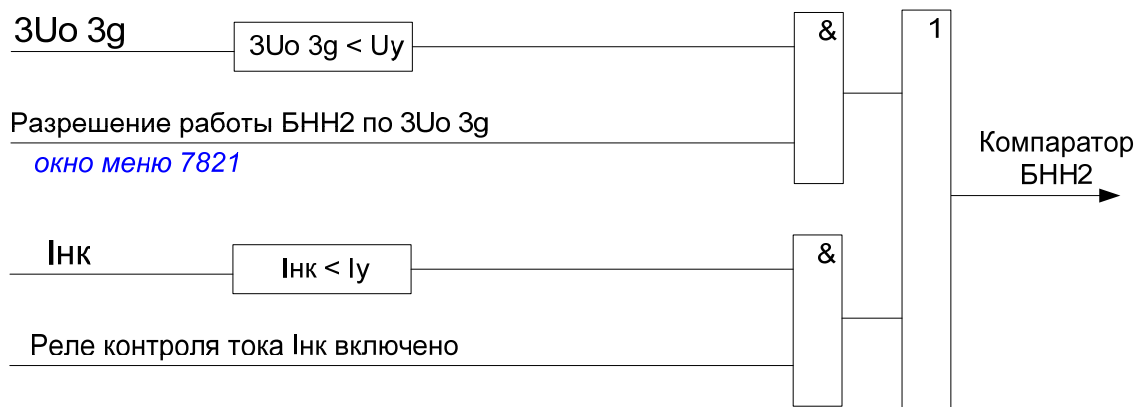 3Uo 3g
3Uo 3g < Uу
&
1
Разрешение работы БНН2 по 3Uo 3g
окно меню 7821
Компаратор
БНН2
Iнк
Iнк < Iу
&
Реле контроля тока Iнк включено